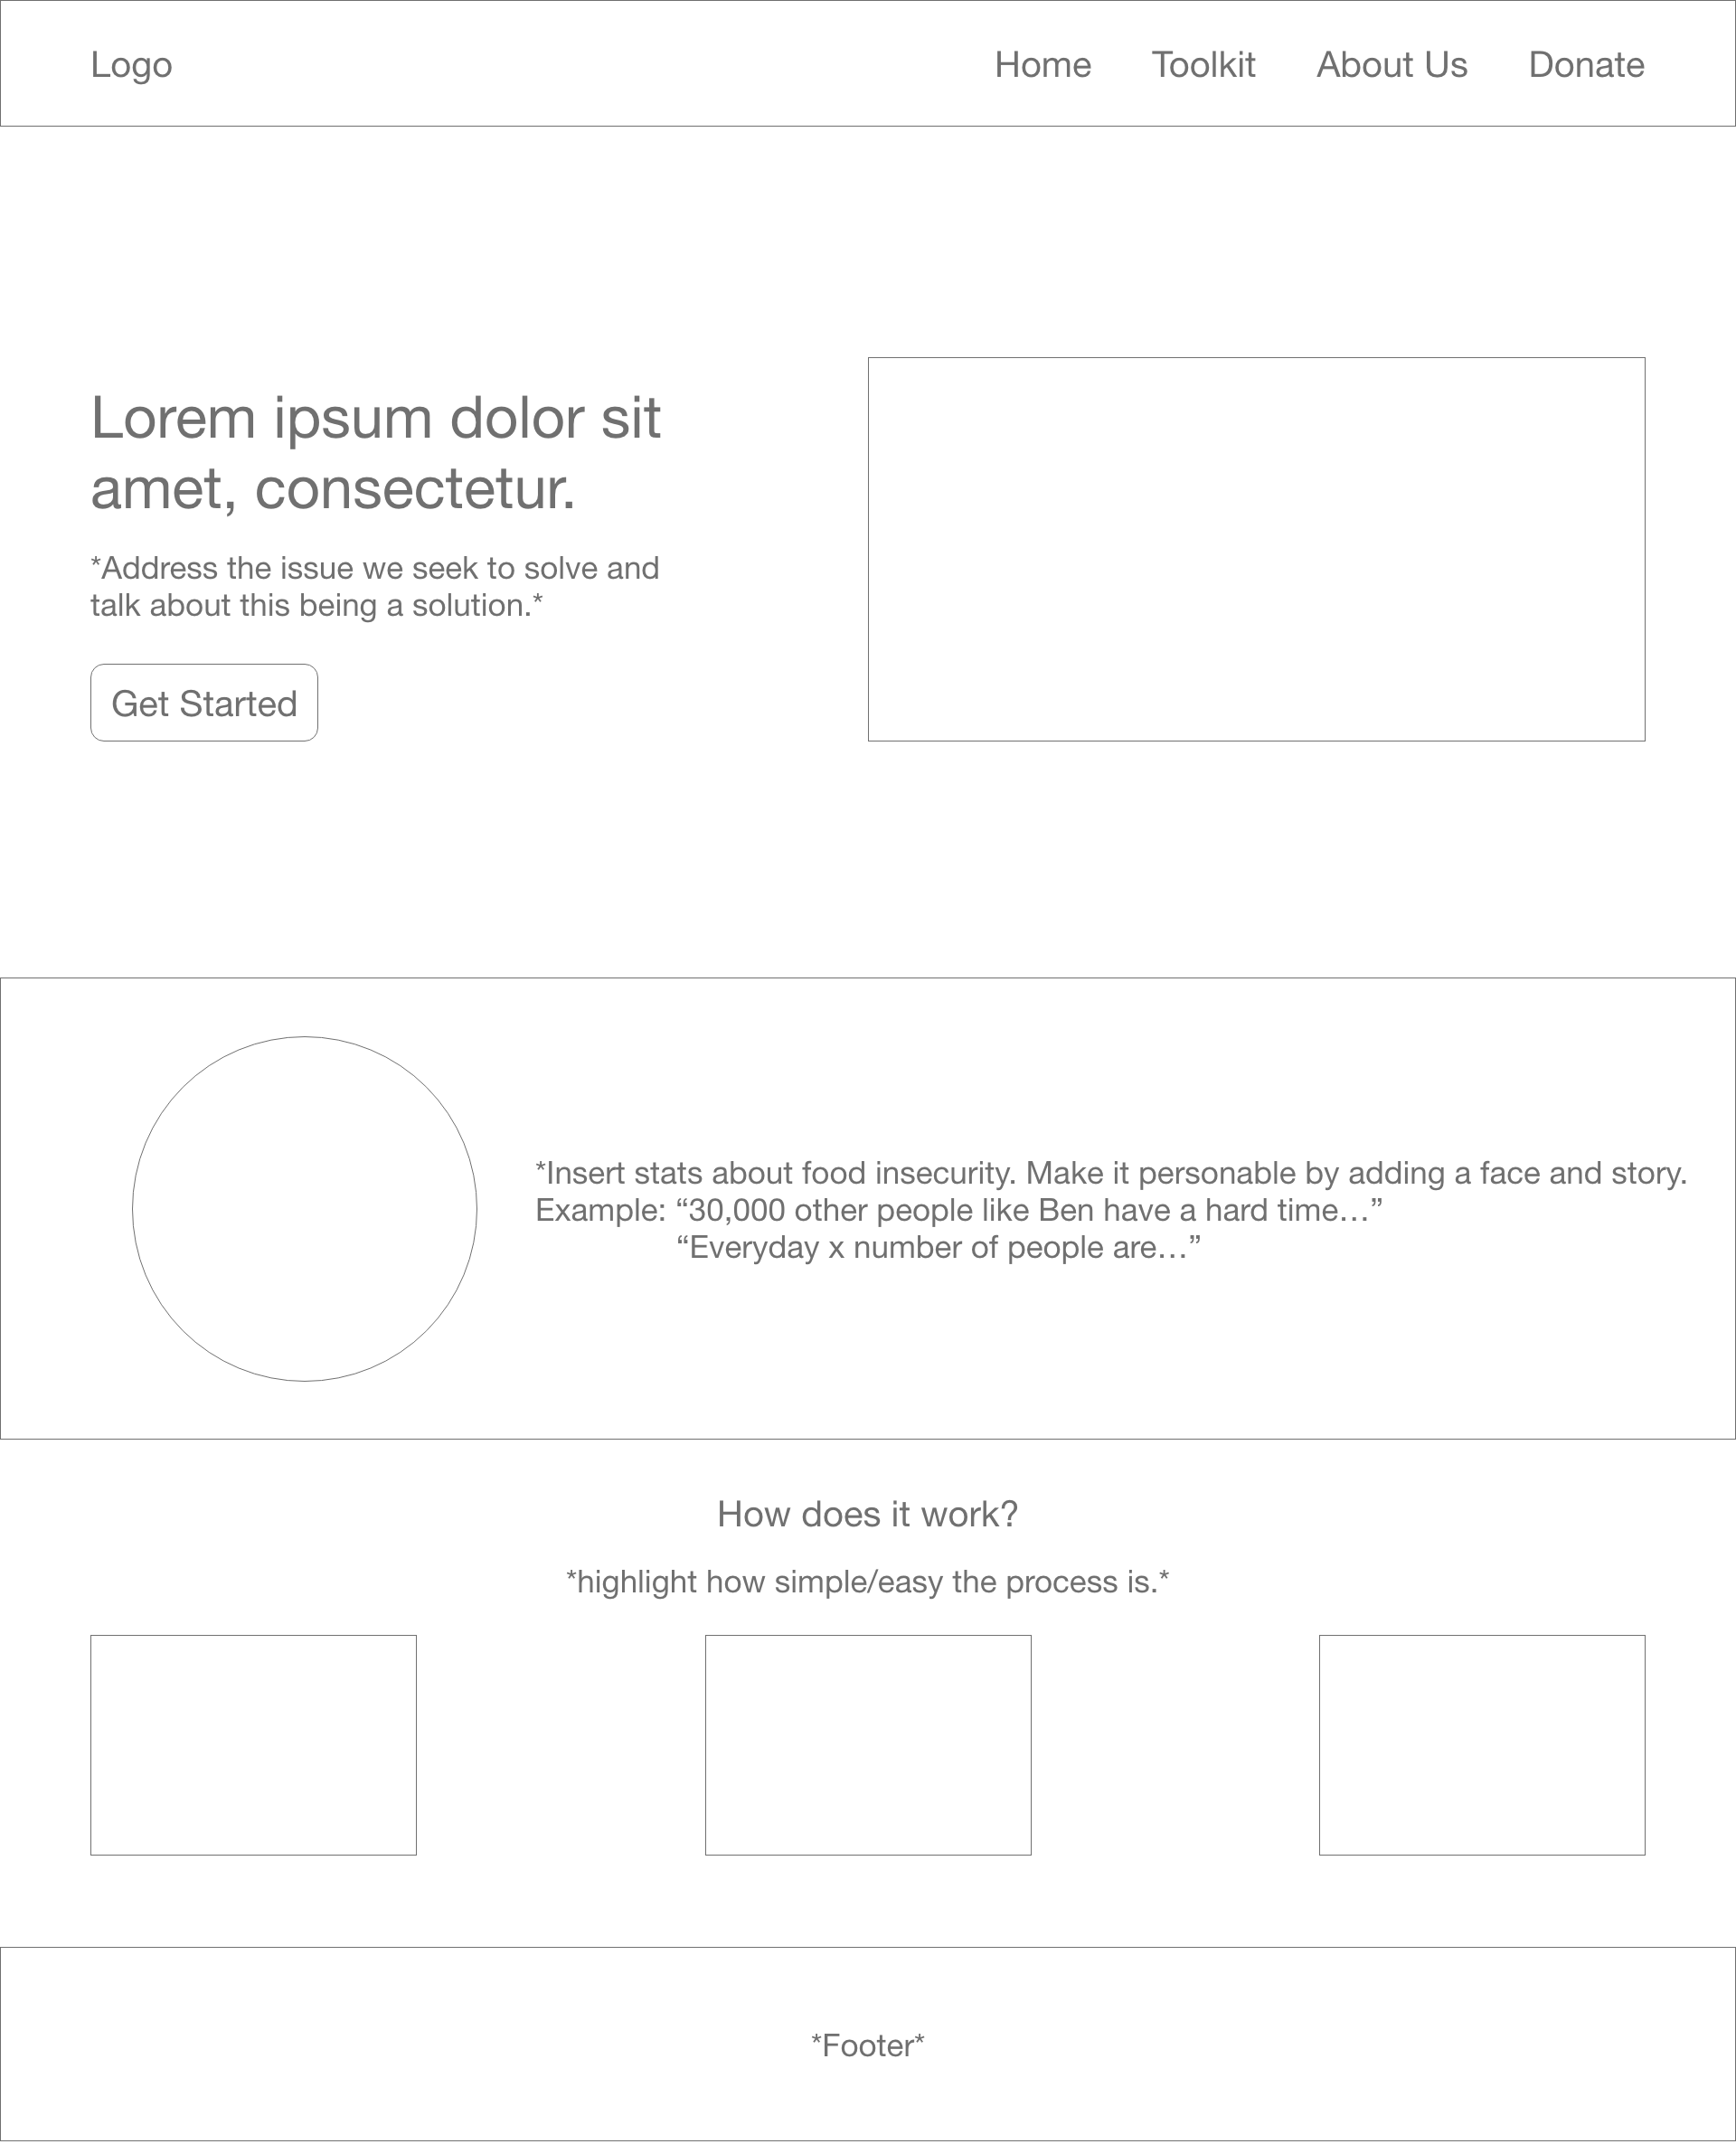 Logo
Home Toolkit About Us Donate
Lorem ipsum dolor sit
amet, consectetur.
*Address the issue we seek to solve and
talk about this being a solution.*
Get Started
*Insert stats about food insecurity. Make it personable by adding a face and story.
Example: “30,000 other people like Ben have a hard time…”
“Everyday x number of people are…”
How does it work?
*highlight how simple/easy the process is.*
*Footer*